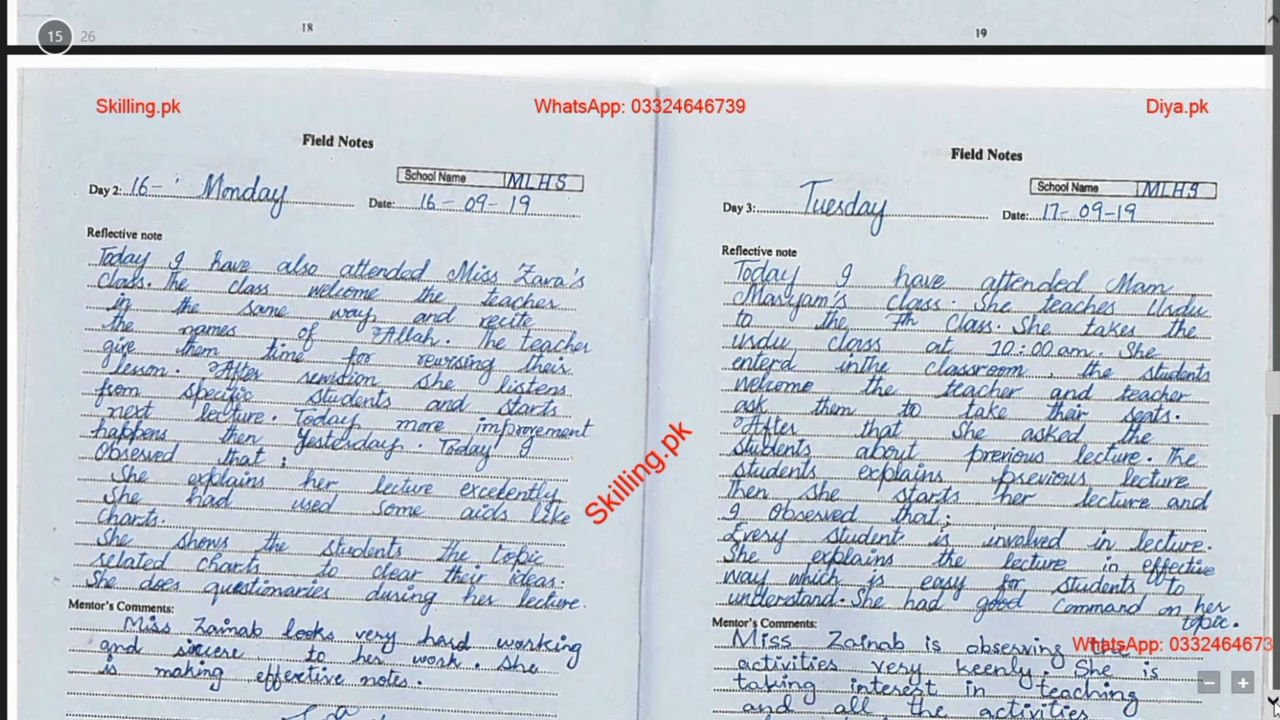 18
19
15 26
Skilling.pk
WhatsApp: 03324646739
Diya.pk
Field Notes
School Name MLHS
Day 2: 16- Monday
Date: 16-09-19
Reflective note
Today I have also attended Miss Zara's
class. The class welcome the teacher
in the same way. and recite
the names of Allah. The teacher
give them time for rewising their
lesson. After rewition she listens
from specific students and starts
next lecture. Today more improvement
happens then Yesterday. Today I
Observed that;
She explains her lecture excelently
She had used some aids like
charts.
She shows the students the topic
related charts to clear their ideas.
She does questionaries during her lecture.
Mentor's Comments:
Miss Zainab looks very hard working
and sincere to her work. She
is making effective notes.
Skilling.pk
Field Notes
School Name MLHS
Day 3: Tuesday
Date: 17-09-19
Reflective note
Today I have attended Mam
Maryam's class. She teaches Urdu
to the 7th class. She takes the
urdu class at 10:00 am. She
enterd inthe classroom, the students
welcome the teacher and teacher
ask them to take their seats.
After that she asked the
students about previous lecture. The
students explains previous lecture
then she starts her lecture and
I Observed that;
Every student is involved in lecture.
She explains the lecture in effective
way which is easy for students to
understand. She had good command on her
topic.
Mentor's Comments:
Miss Zainab is observing
WhatsApp: 0332464673
activities very keenly. She is
taking interest in teaching
and all the activities